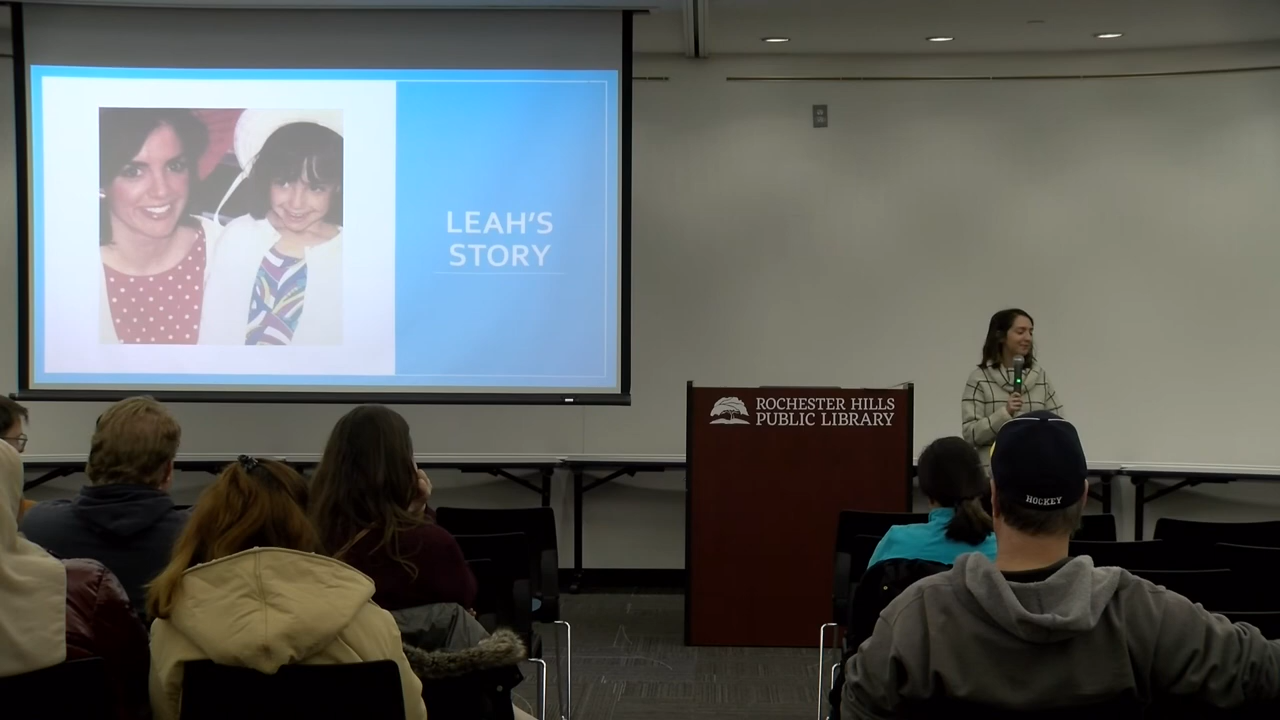 LEAH'S
STORY
ROCHESTER HILLS
PUBLIC LIBRARY
HOCKEY